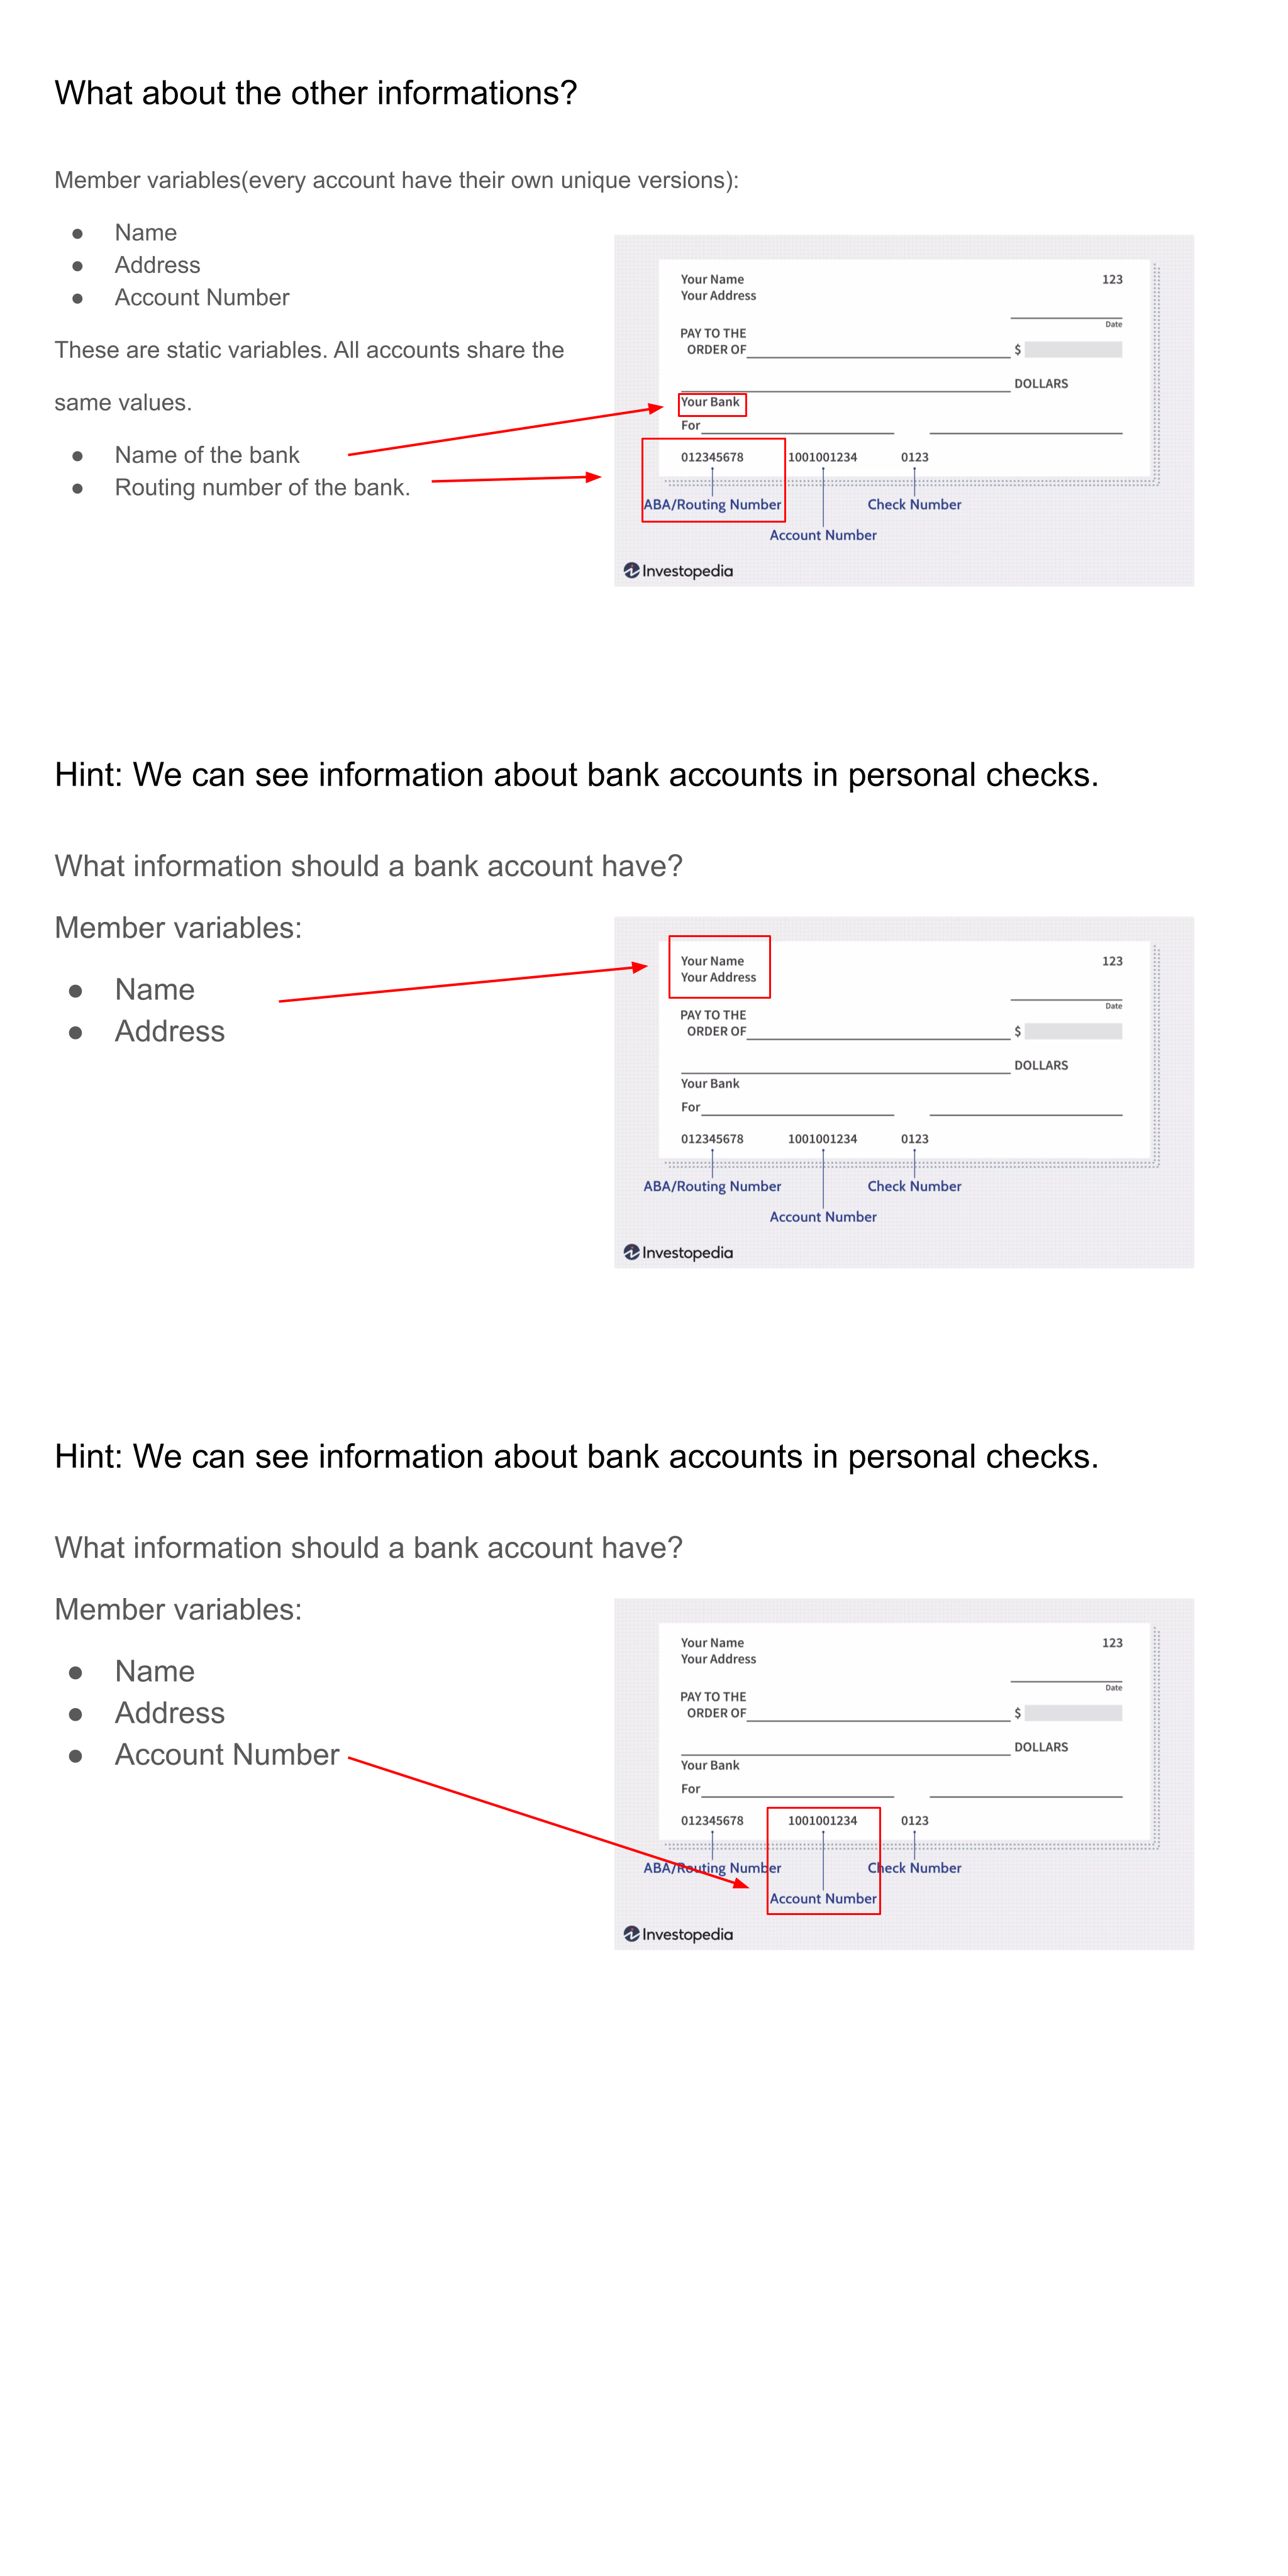 What about the other informations?
Member variables(every account have their own unique versions):
● Name
● Address
● Account Number
These are static variables. All accounts share the
same values.
● Name of the bank
● Routing number of the bank.
Your Name 123
Your Address
Date
PAY TO THE
ORDER OF $
DOLLARS
Your Bank
For
012345678 1001001234 0123
ABA/Routing Number Check Number
Account Number
Investopedia
Hint: We can see information about bank accounts in personal checks.
What information should a bank account have?
Member variables:
● Name
● Address
Your Name 123
Your Address
Date
PAY TO THE
ORDER OF $
DOLLARS
Your Bank
For
012345678 1001001234 0123
ABA/Routing Number Check Number
Account Number
Investopedia
Hint: We can see information about bank accounts in personal checks.
What information should a bank account have?
Member variables:
● Name
● Address
● Account Number
Your Name 123
Your Address
Date
PAY TO THE
ORDER OF $
DOLLARS
Your Bank
For
012345678 1001001234 0123
ABA/Routing Number Check Number
Account Number
Investopedia